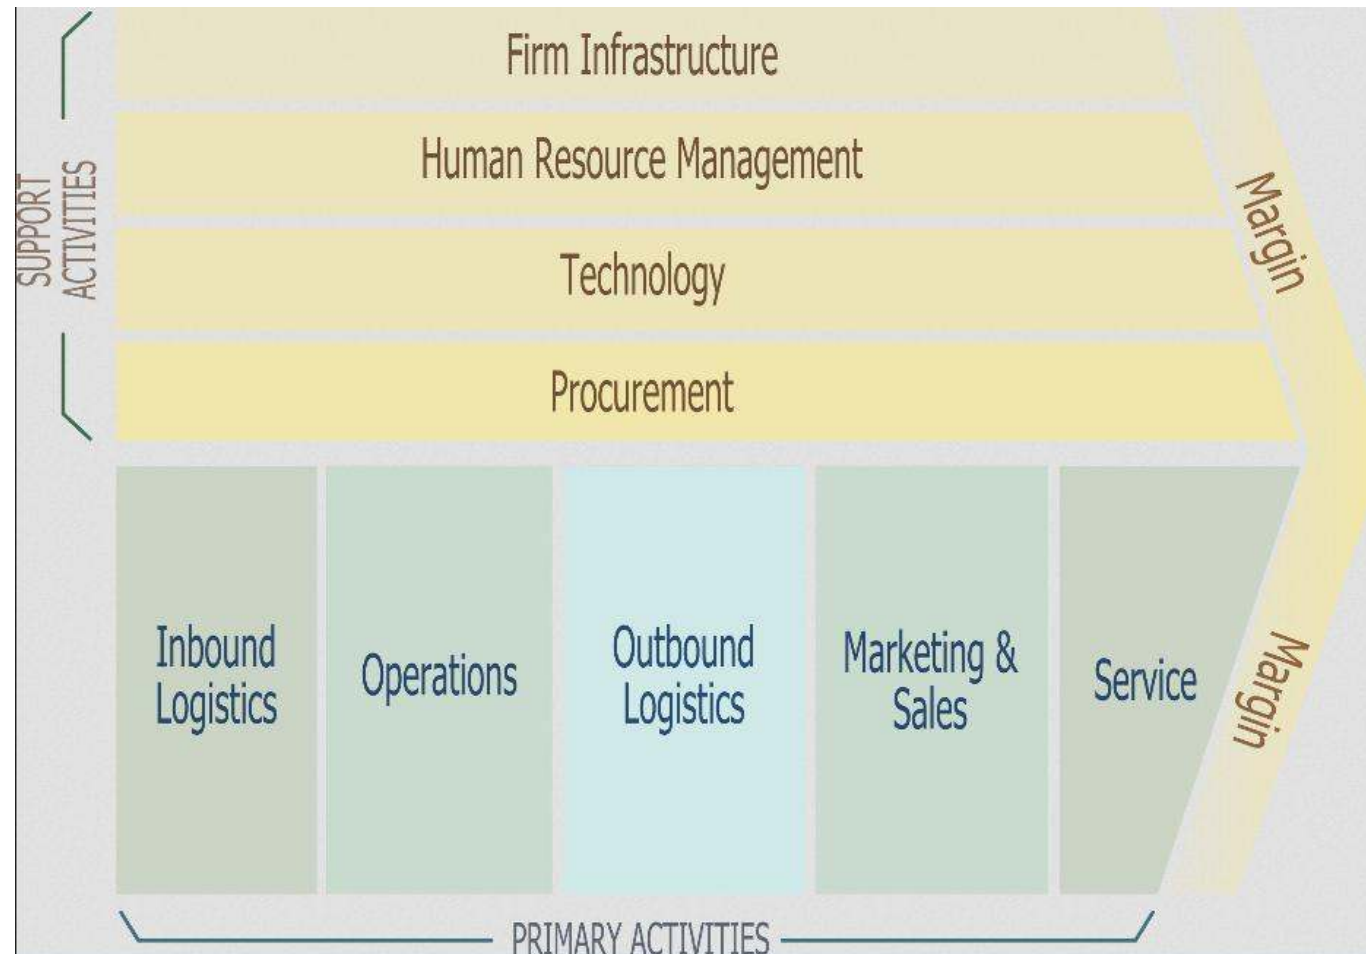 Firm Infrastructure
Human Resource Management
Technology
Procurement
SUPPORT
ACTIVITIES
Margin
Inbound
Logistics
Operations
Outbound
Logistics
Marketing &
Sales
Service
Margin
PRIMARY ACTIVITIES